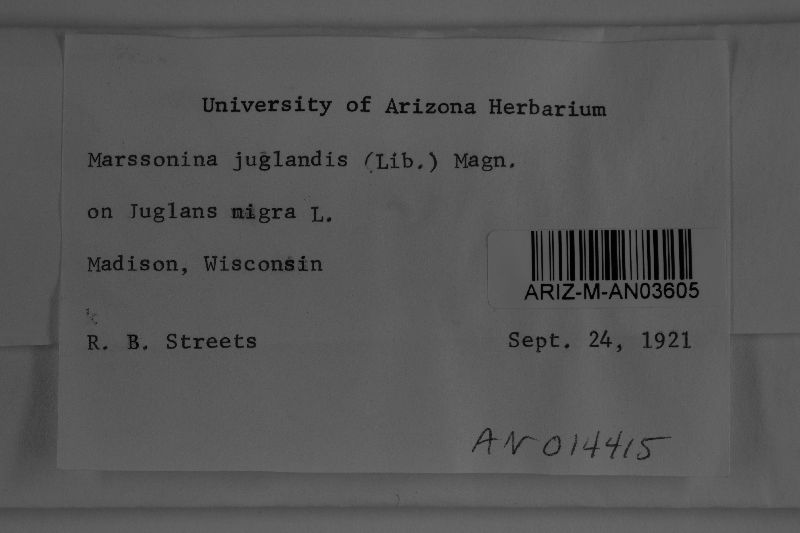 University of Arizona Herbarium
Marssonina juglandis (Lib.) Magn.
on Juglans nigra L.
Madison, Wisconsin
ARIZ-M-AN03605
R. B. Streets
Sept. 24, 1921
AN014415